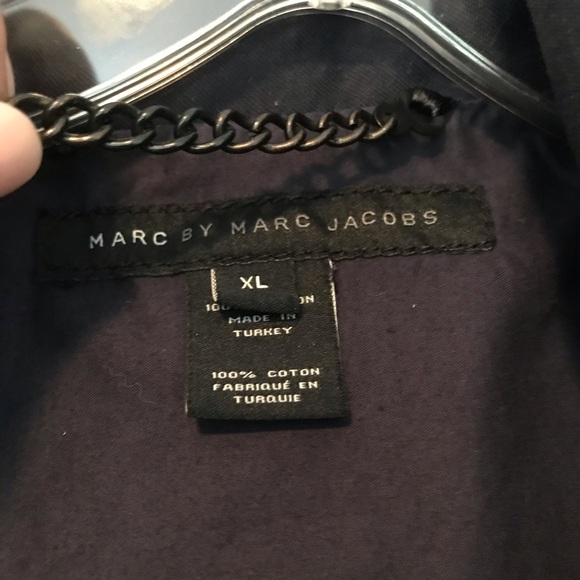 MARC BY MARC JACOBS
XL
MADE IN
TURKEY
100% COTON
FABRIQUÉ EN
TURQUIE